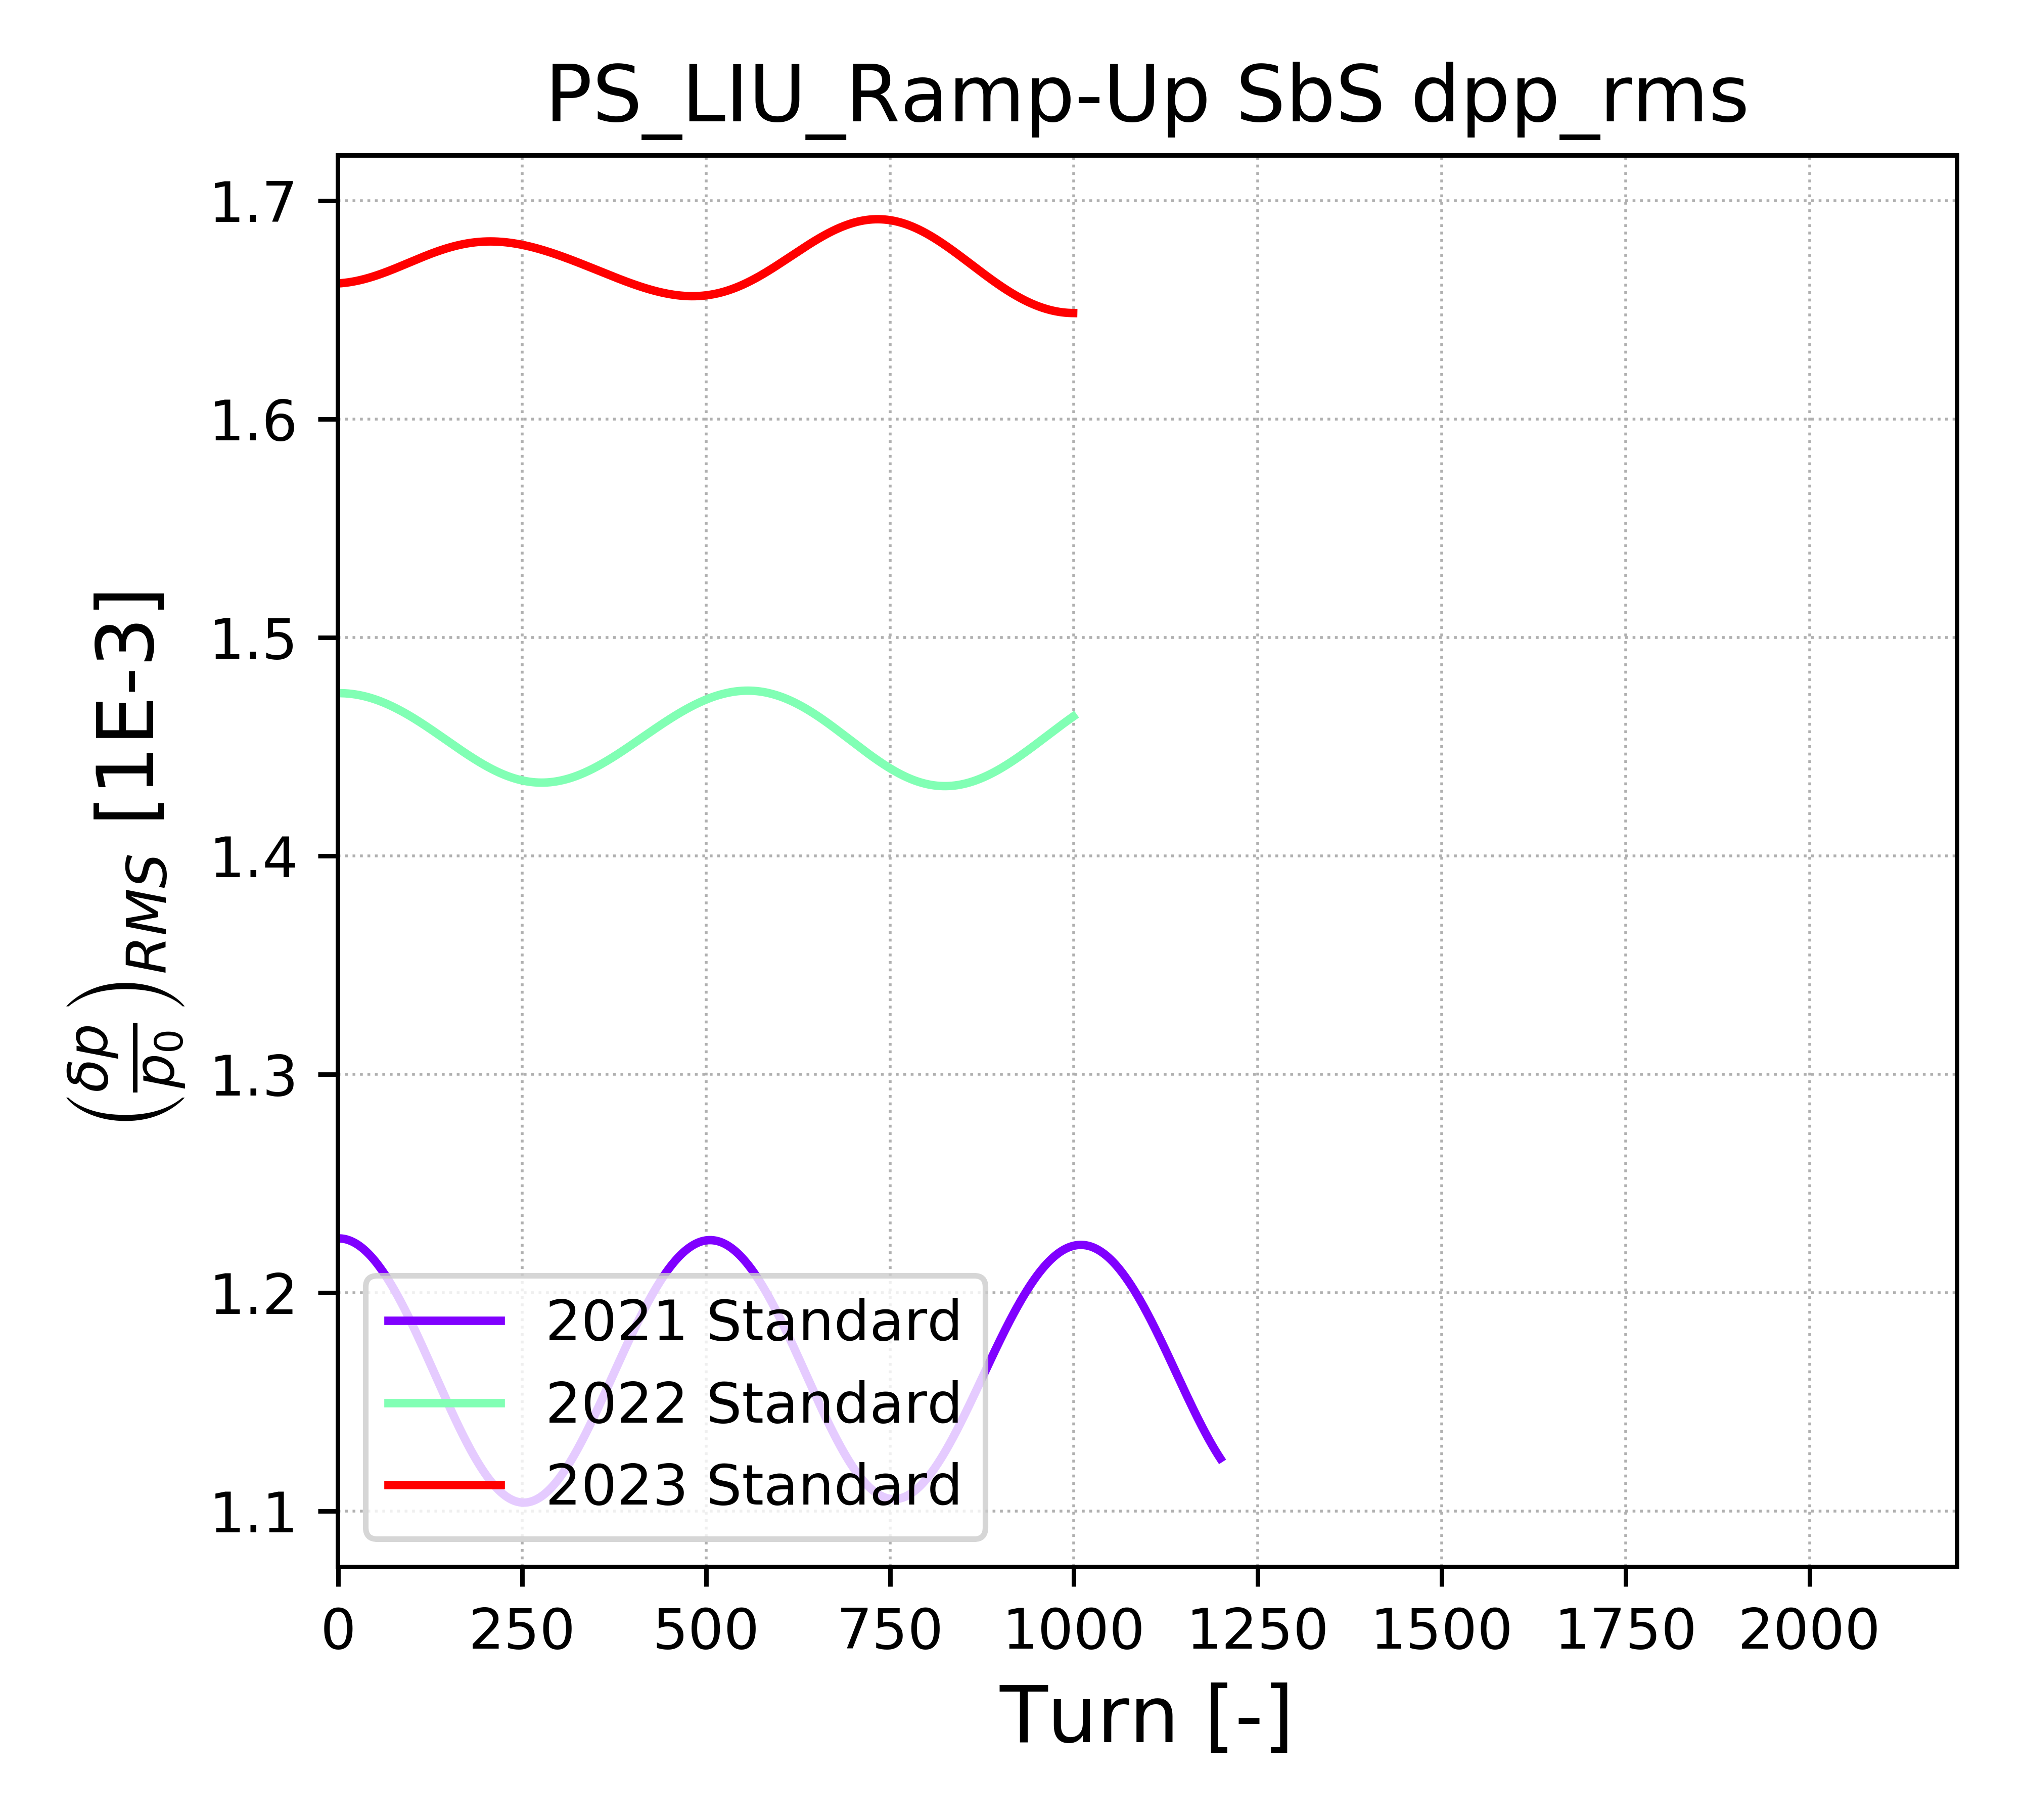 PS_LIU_Ramp-Up SbS dpp_rms
(δp/p₀)RMS [1E-3]
1.7
1.6
1.5
1.4
1.3
1.2
1.1
2021 Standard
2022 Standard
2023 Standard
0 250 500 750 1000 1250 1500 1750 2000
Turn [-]